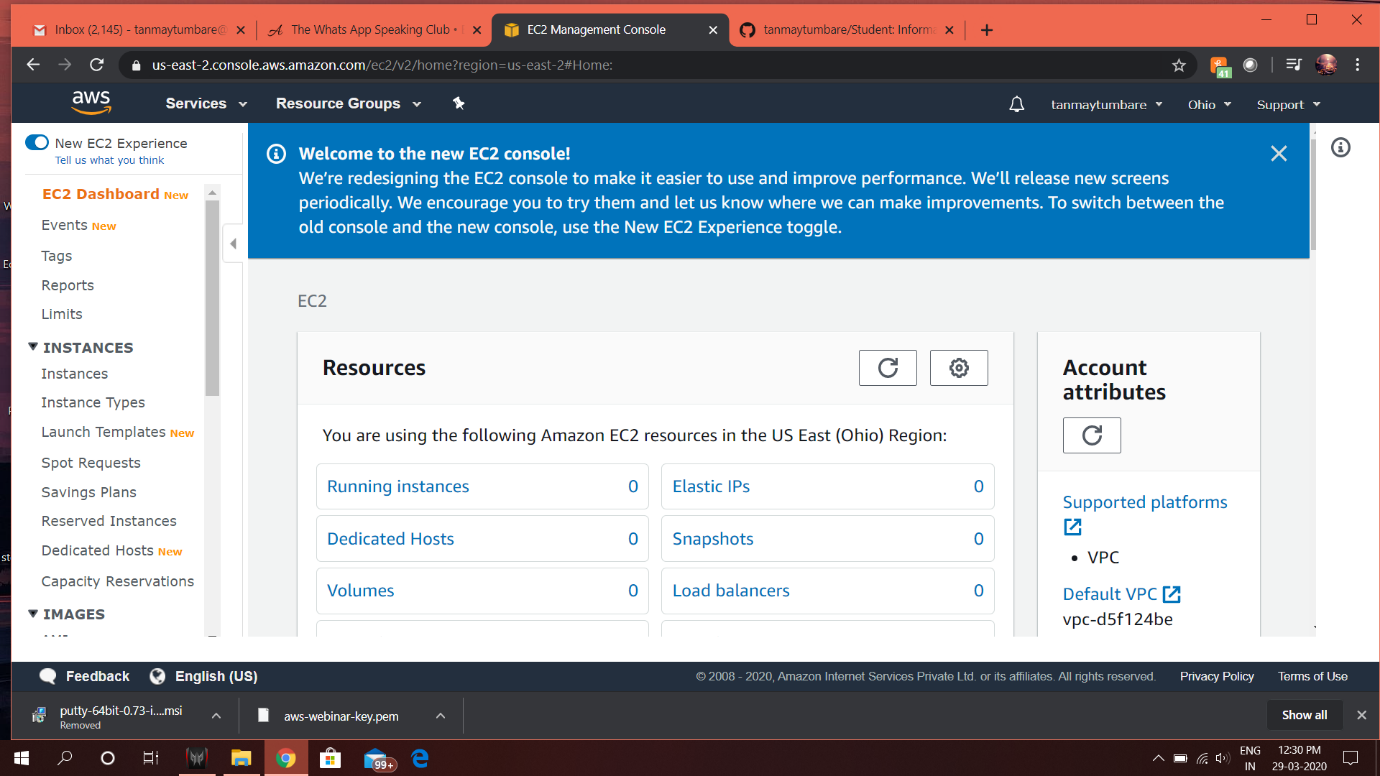 Inbox (2,145) - tanmaytumbare@
The Whats App Speaking Club •
EC2 Management Console
tanmaytumbare/Student: Inform
us-east-2.console.aws.amazon.com/ec2/v2/home?region=us-east-2#Home:
41
aws
Services
Resource Groups
tanmaytumbare
Ohio
Support
New EC2 Experience
Tell us what you think
EC2 Dashboard New
Events New
Tags
Reports
Limits
INSTANCES
Instances
Instance Types
Launch Templates New
Spot Requests
Savings Plans
Reserved Instances
Dedicated Hosts New
Capacity Reservations
IMAGES
Welcome to the new EC2 console!
We're redesigning the EC2 console to make it easier to use and improve performance. We'll release new screens
periodically. We encourage you to try them and let us know where we can make improvements. To switch between the
old console and the new console, use the New EC2 Experience toggle.
EC2
Resources
You are using the following Amazon EC2 resources in the US East (Ohio) Region:
Running instances 0
Elastic IPs 0
Dedicated Hosts 0
Snapshots 0
Volumes 0
Load balancers 0
Account
attributes
Supported platforms
• VPC
Default VPC
vpc-d5f124be
Feedback
English (US)
© 2008 - 2020, Amazon Internet Services Private Ltd. or its affiliates. All rights reserved.
Privacy Policy
Terms of Use
putty-64bit-0.73-i....msi
Removed
aws-webinar-key.pem
Show all
99+
ENG
IN
12:30 PM
29-03-2020